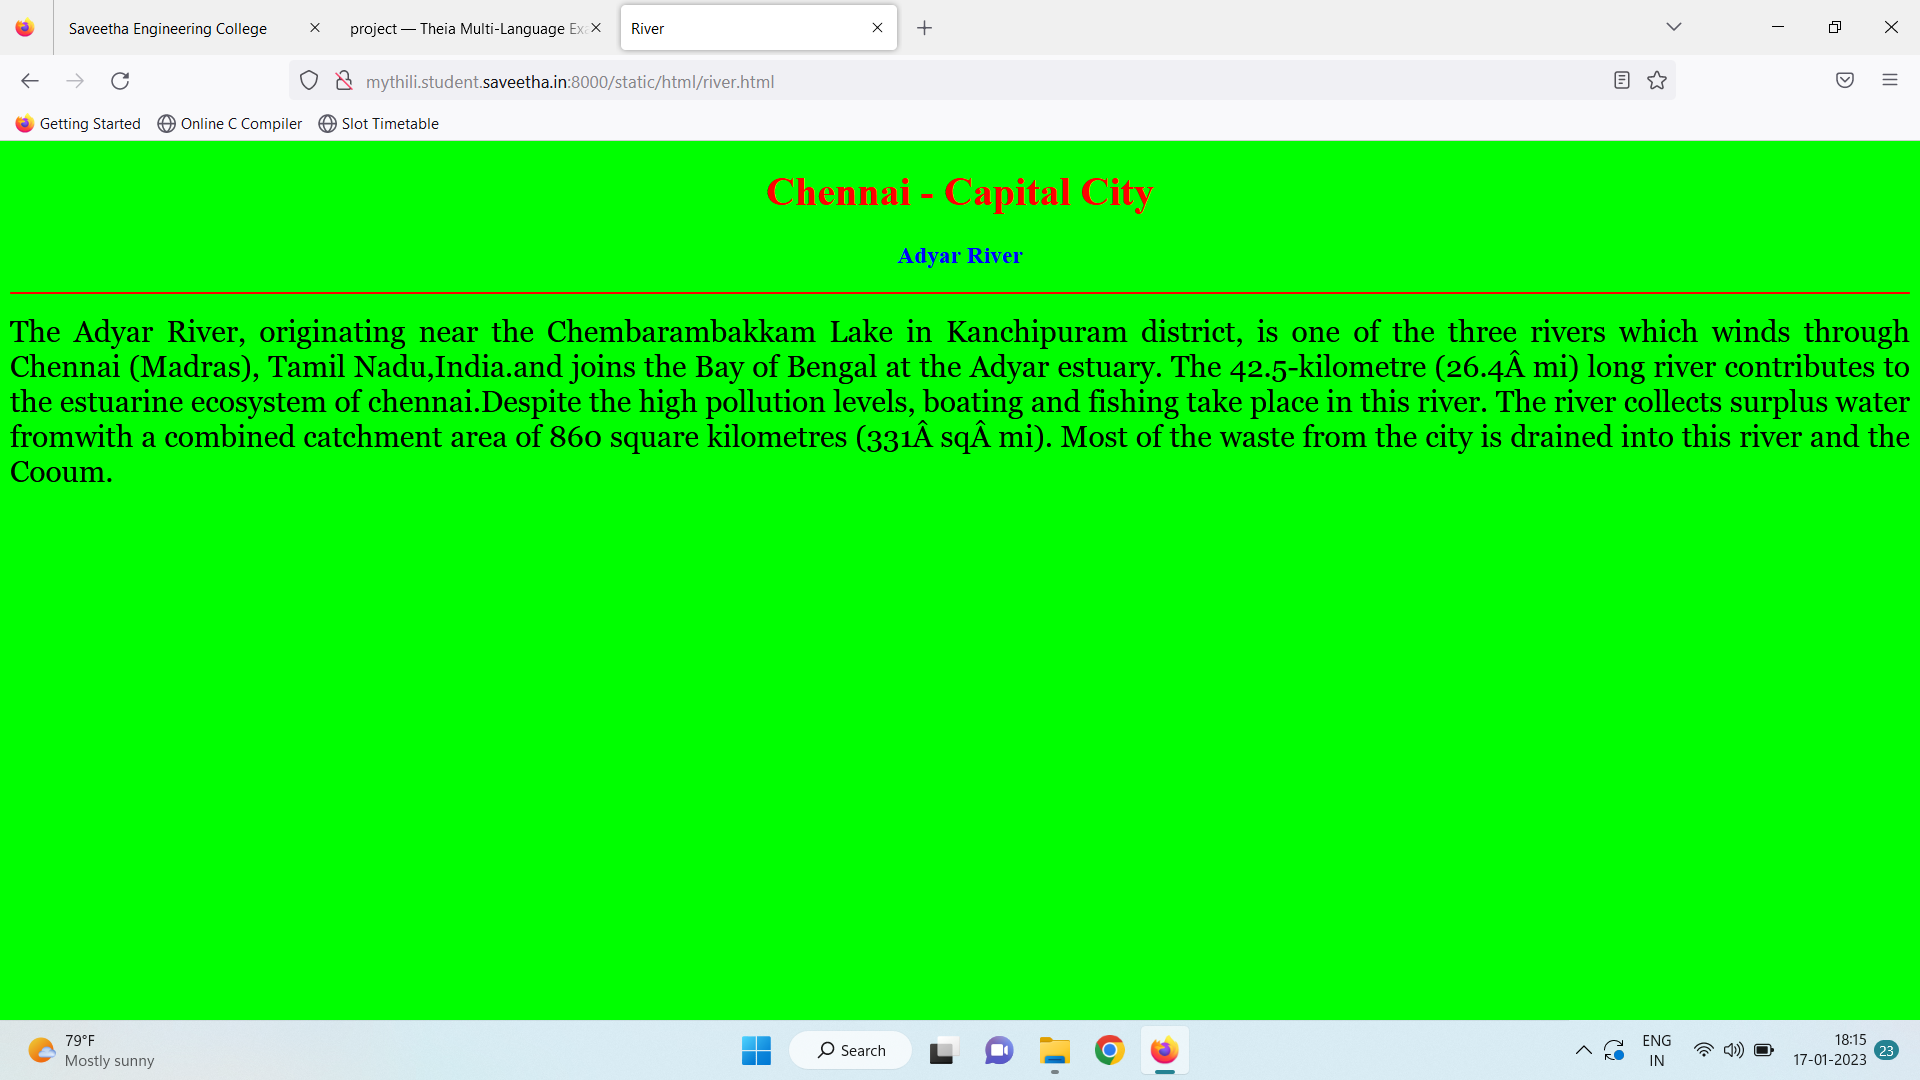 Saveetha Engineering College
project — Theia Multi-Language Ex
River
mythili.student.saveetha.in:8000/static/html/river.html
Getting Started
Online C Compiler
Slot Timetable
Chennai - Capital City
Adyar River
The Adyar River, originating near the Chembarambakkam Lake in Kanchipuram district, is one of the three rivers which winds through
Chennai (Madras), Tamil Nadu,India.and joins the Bay of Bengal at the Adyar estuary. The 42.5-kilometre (26.4Â mi) long river contributes to
the estuarine ecosystem of chennai.Despite the high pollution levels, boating and fishing take place in this river. The river collects surplus water
fromwith a combined catchment area of 860 square kilometres (331Â sqÂ mi). Most of the waste from the city is drained into this river and the
Cooum.
79°F
Mostly sunny
Search
ENG
IN
18:15
17-01-2023
23